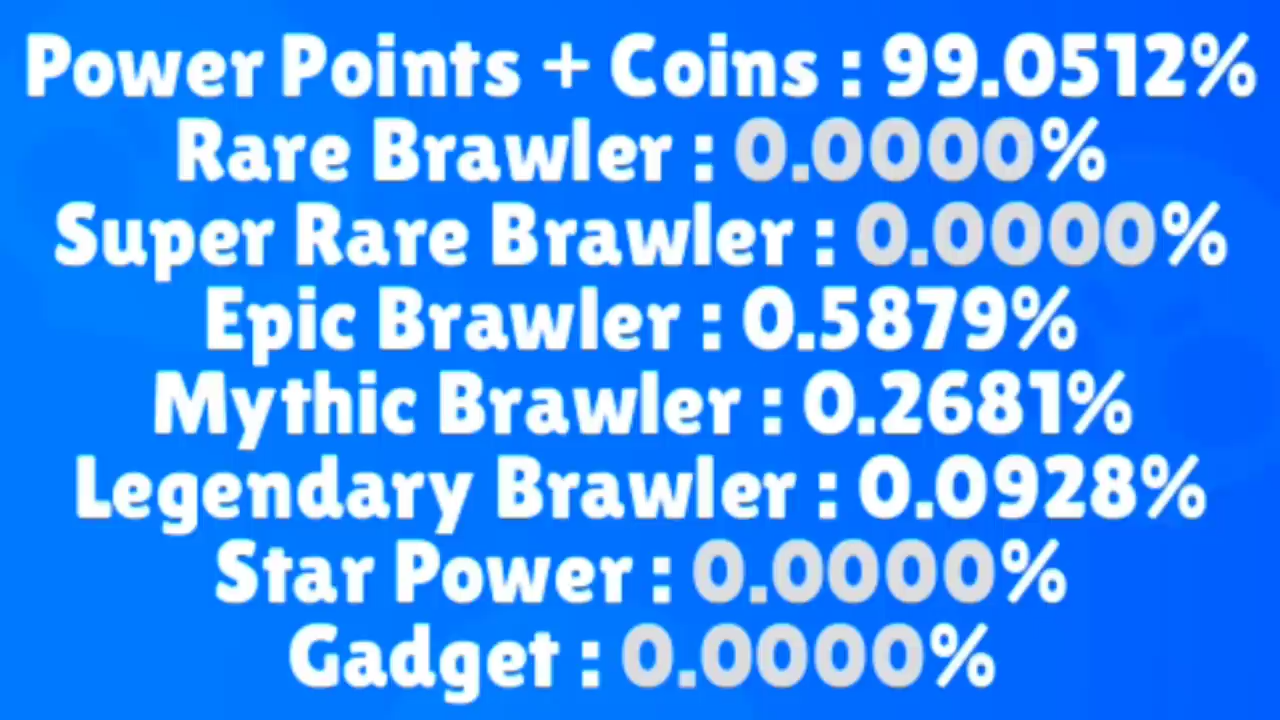 Power Points + Coins : 99.0512%
Rare Brawler : 0.0000%
Super Rare Brawler : 0.0000%
Epic Brawler : 0.5879%
Mythic Brawler : 0.2681%
Legendary Brawler : 0.0928%
Star Power : 0.0000%
Gadget : 0.0000%